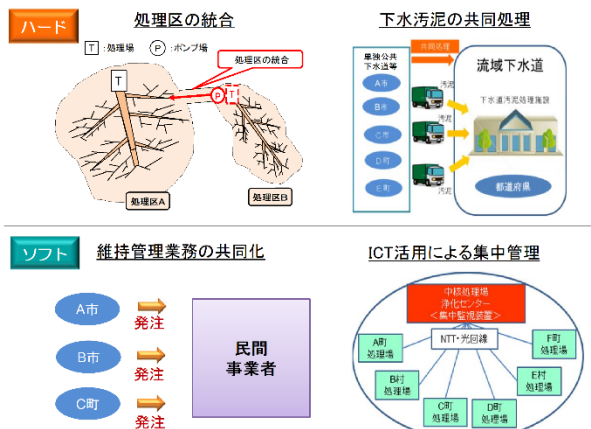 ハード
処理区の統合
T:処理場 P:ポンプ場
処理区の統合
T
P
T
処理区A
処理区B
下水汚泥の共同処理
単独公共
下水道等
共同処理
A市
B市
C市
D町
E町
汚泥
汚泥
汚泥
流域下水道
下水道汚泥処理施設
都道府県
ソフト
維持管理業務の共同化
A市
発注
B市
発注
C町
発注
民間
事業者
ICT活用による集中管理
中核処理場
浄化センター
<集中監視装置>
NTT・光回線
A町
処理場
B村
処理場
C町
処理場
D町
処理場
E村
処理場
F町
処理場